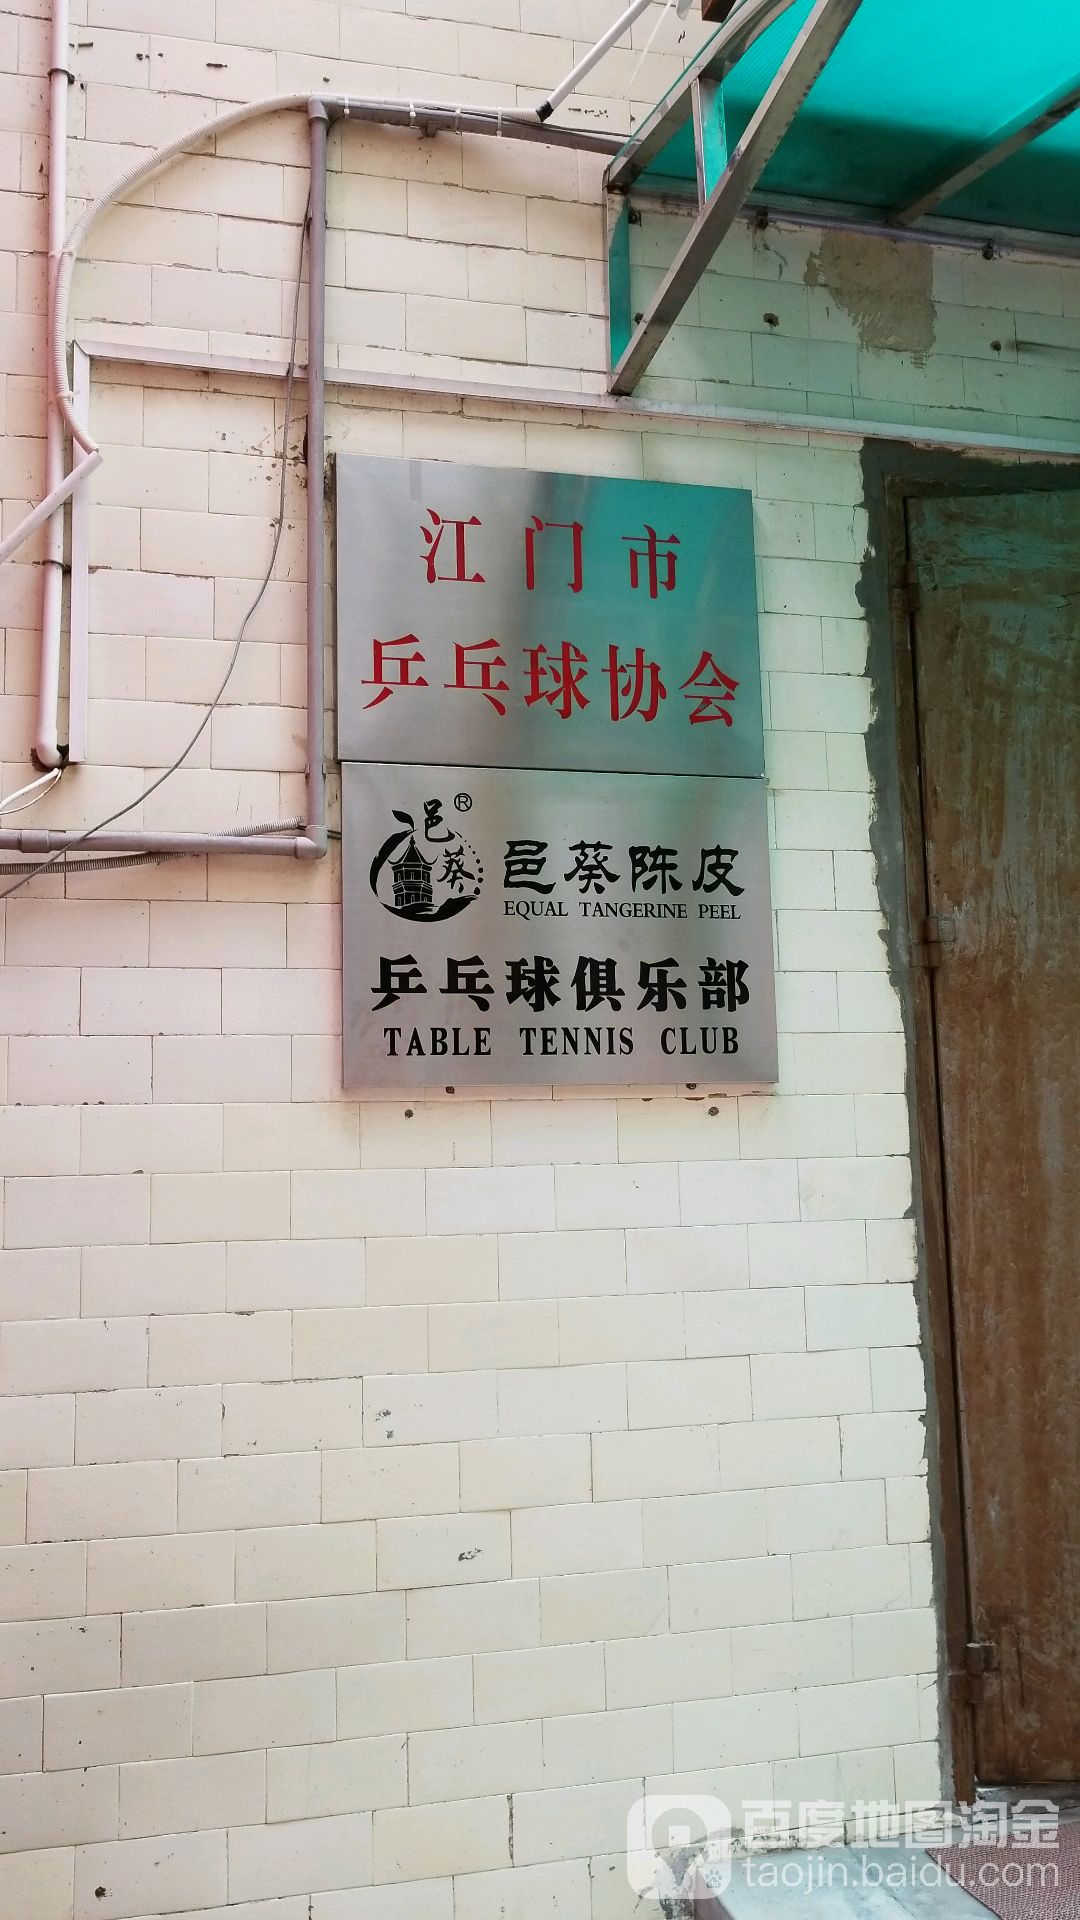 江门市
乒乓球协会
邑葵®
邑葵陈皮
EQUAL TANGERINE PEEL
乒乓球俱乐部
TABLE TENNIS CLUB
百度地图淘金
taojin.baidu.com